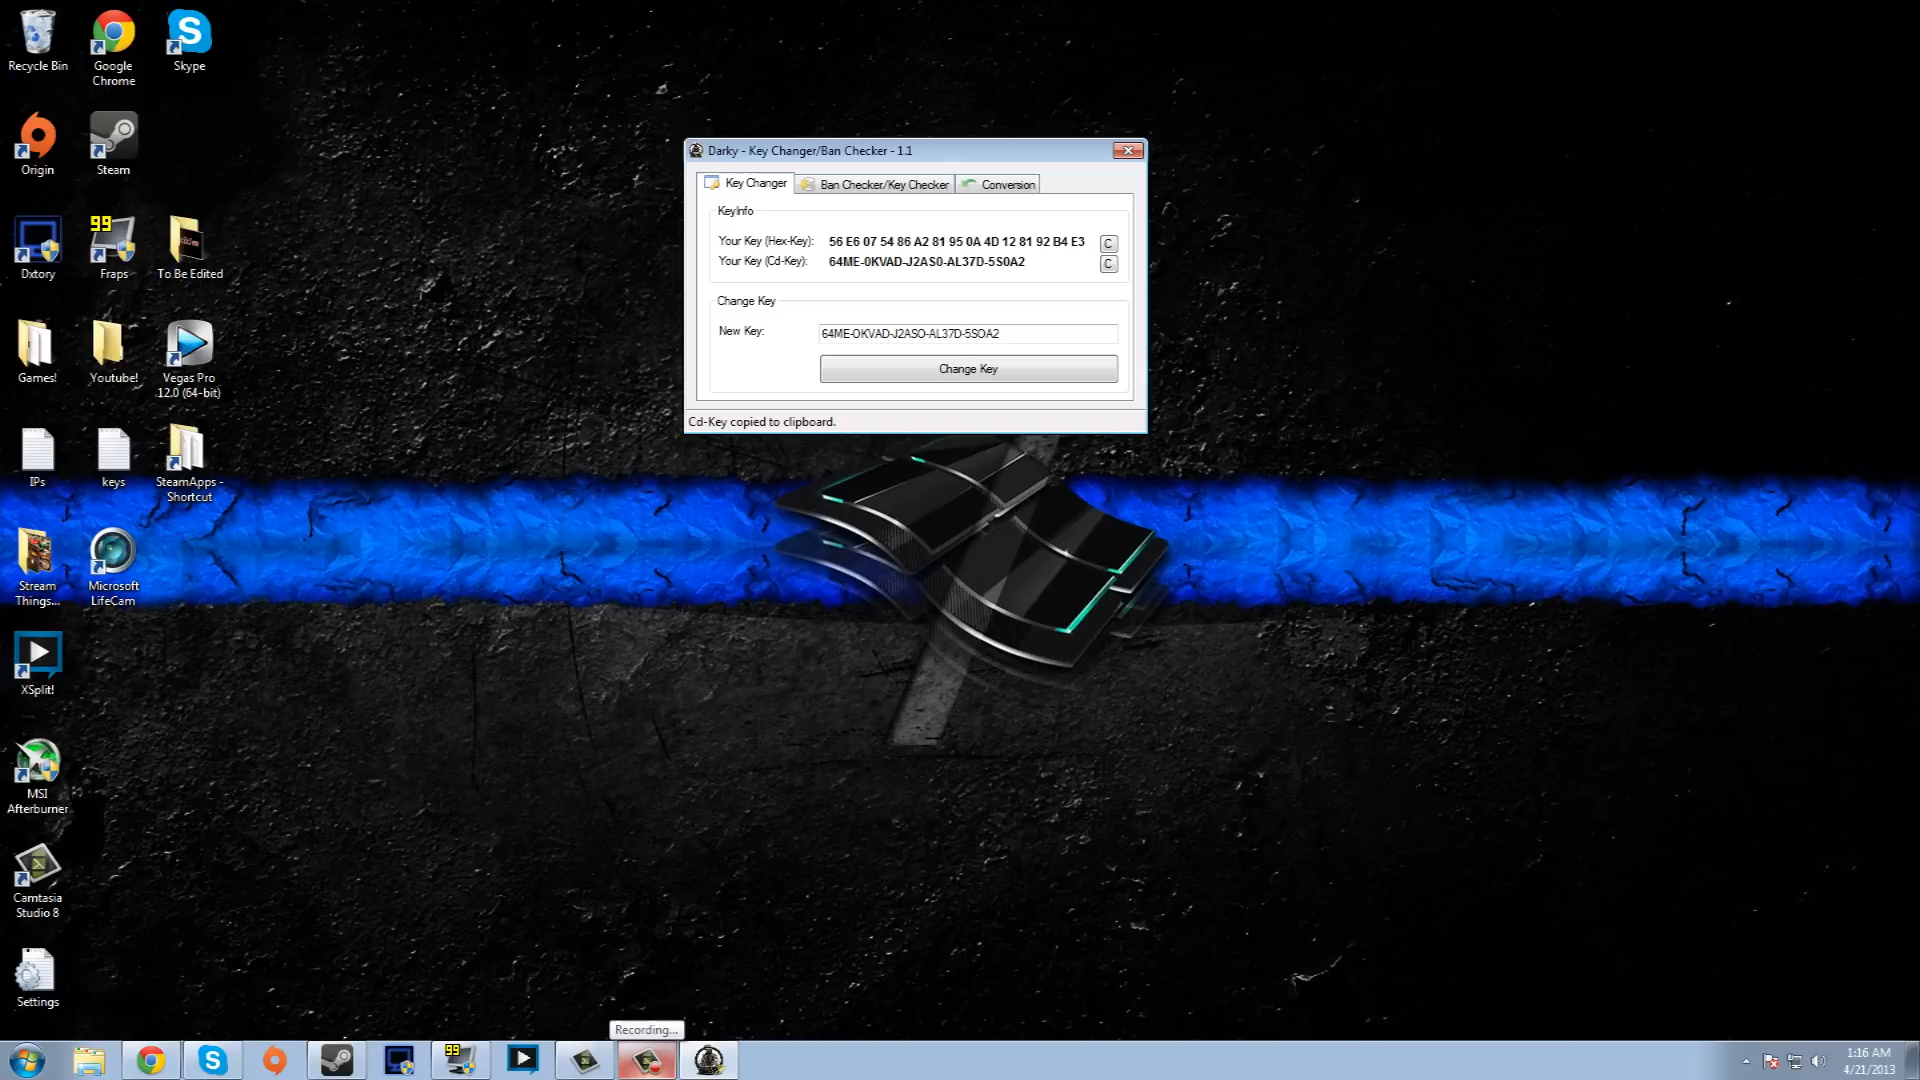 Recycle Bin
Google
Chrome
Skype
Origin
Steam
Dxtory
99
Fraps
To Be Edited
Games!
Youtube!
Vegas Pro
12.0 (64-bit)
IPs
keys
SteamApps -
Shortcut
Stream
Things...
Microsoft
LifeCam
XSplit!
MSI
Afterburner
Camtasia
Studio 8
Settings
Darky - Key Changer/Ban Checker - 1.1
Key Changer
Ban Checker/Key Checker
Conversion
KeyInfo
Your Key (Hex-Key): 56 E6 07 54 86 A2 81 95 0A 4D 12 81 92 B4 E3 C
Your Key (Cd-Key): 64ME-0KVAD-J2AS0-AL37D-5S0A2 C
Change Key
New Key: 64ME-0KVAD-J2AS0-AL37D-5S0A2
Change Key
Cd-Key copied to clipboard.
Recording...
99
1:16 AM
4/21/2013